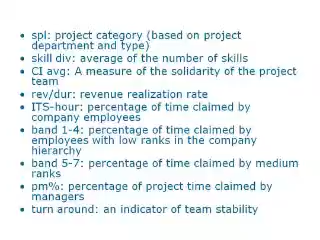 • spl: project category (based on project
department and type)
• skill div: average of the number of skills
• CI avg: A measure of the solidarity of the project
team
• rev/dur: revenue realization rate
• ITS-hour: percentage of time claimed by
company employees
• band 1-4: percentage of time claimed by
employees with low ranks in the company
hierarchy
• band 5-7: percentage of time claimed by medium
ranks
• pm%: percentage of project time claimed by
managers
• turn around: an indicator of team stability